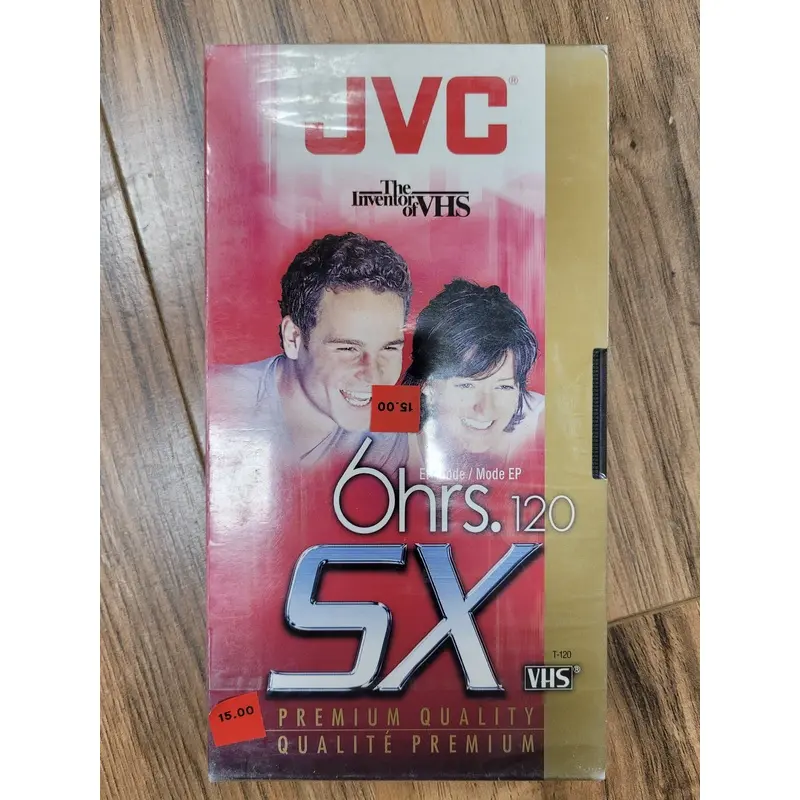 JVC®
The
Inventor
of VHS
15.00
EP Mode / Mode EP
6hrs. 120
SX
T-120
VHS®
15.00
PREMIUM QUALITY
QUALITÉ PREMIUM